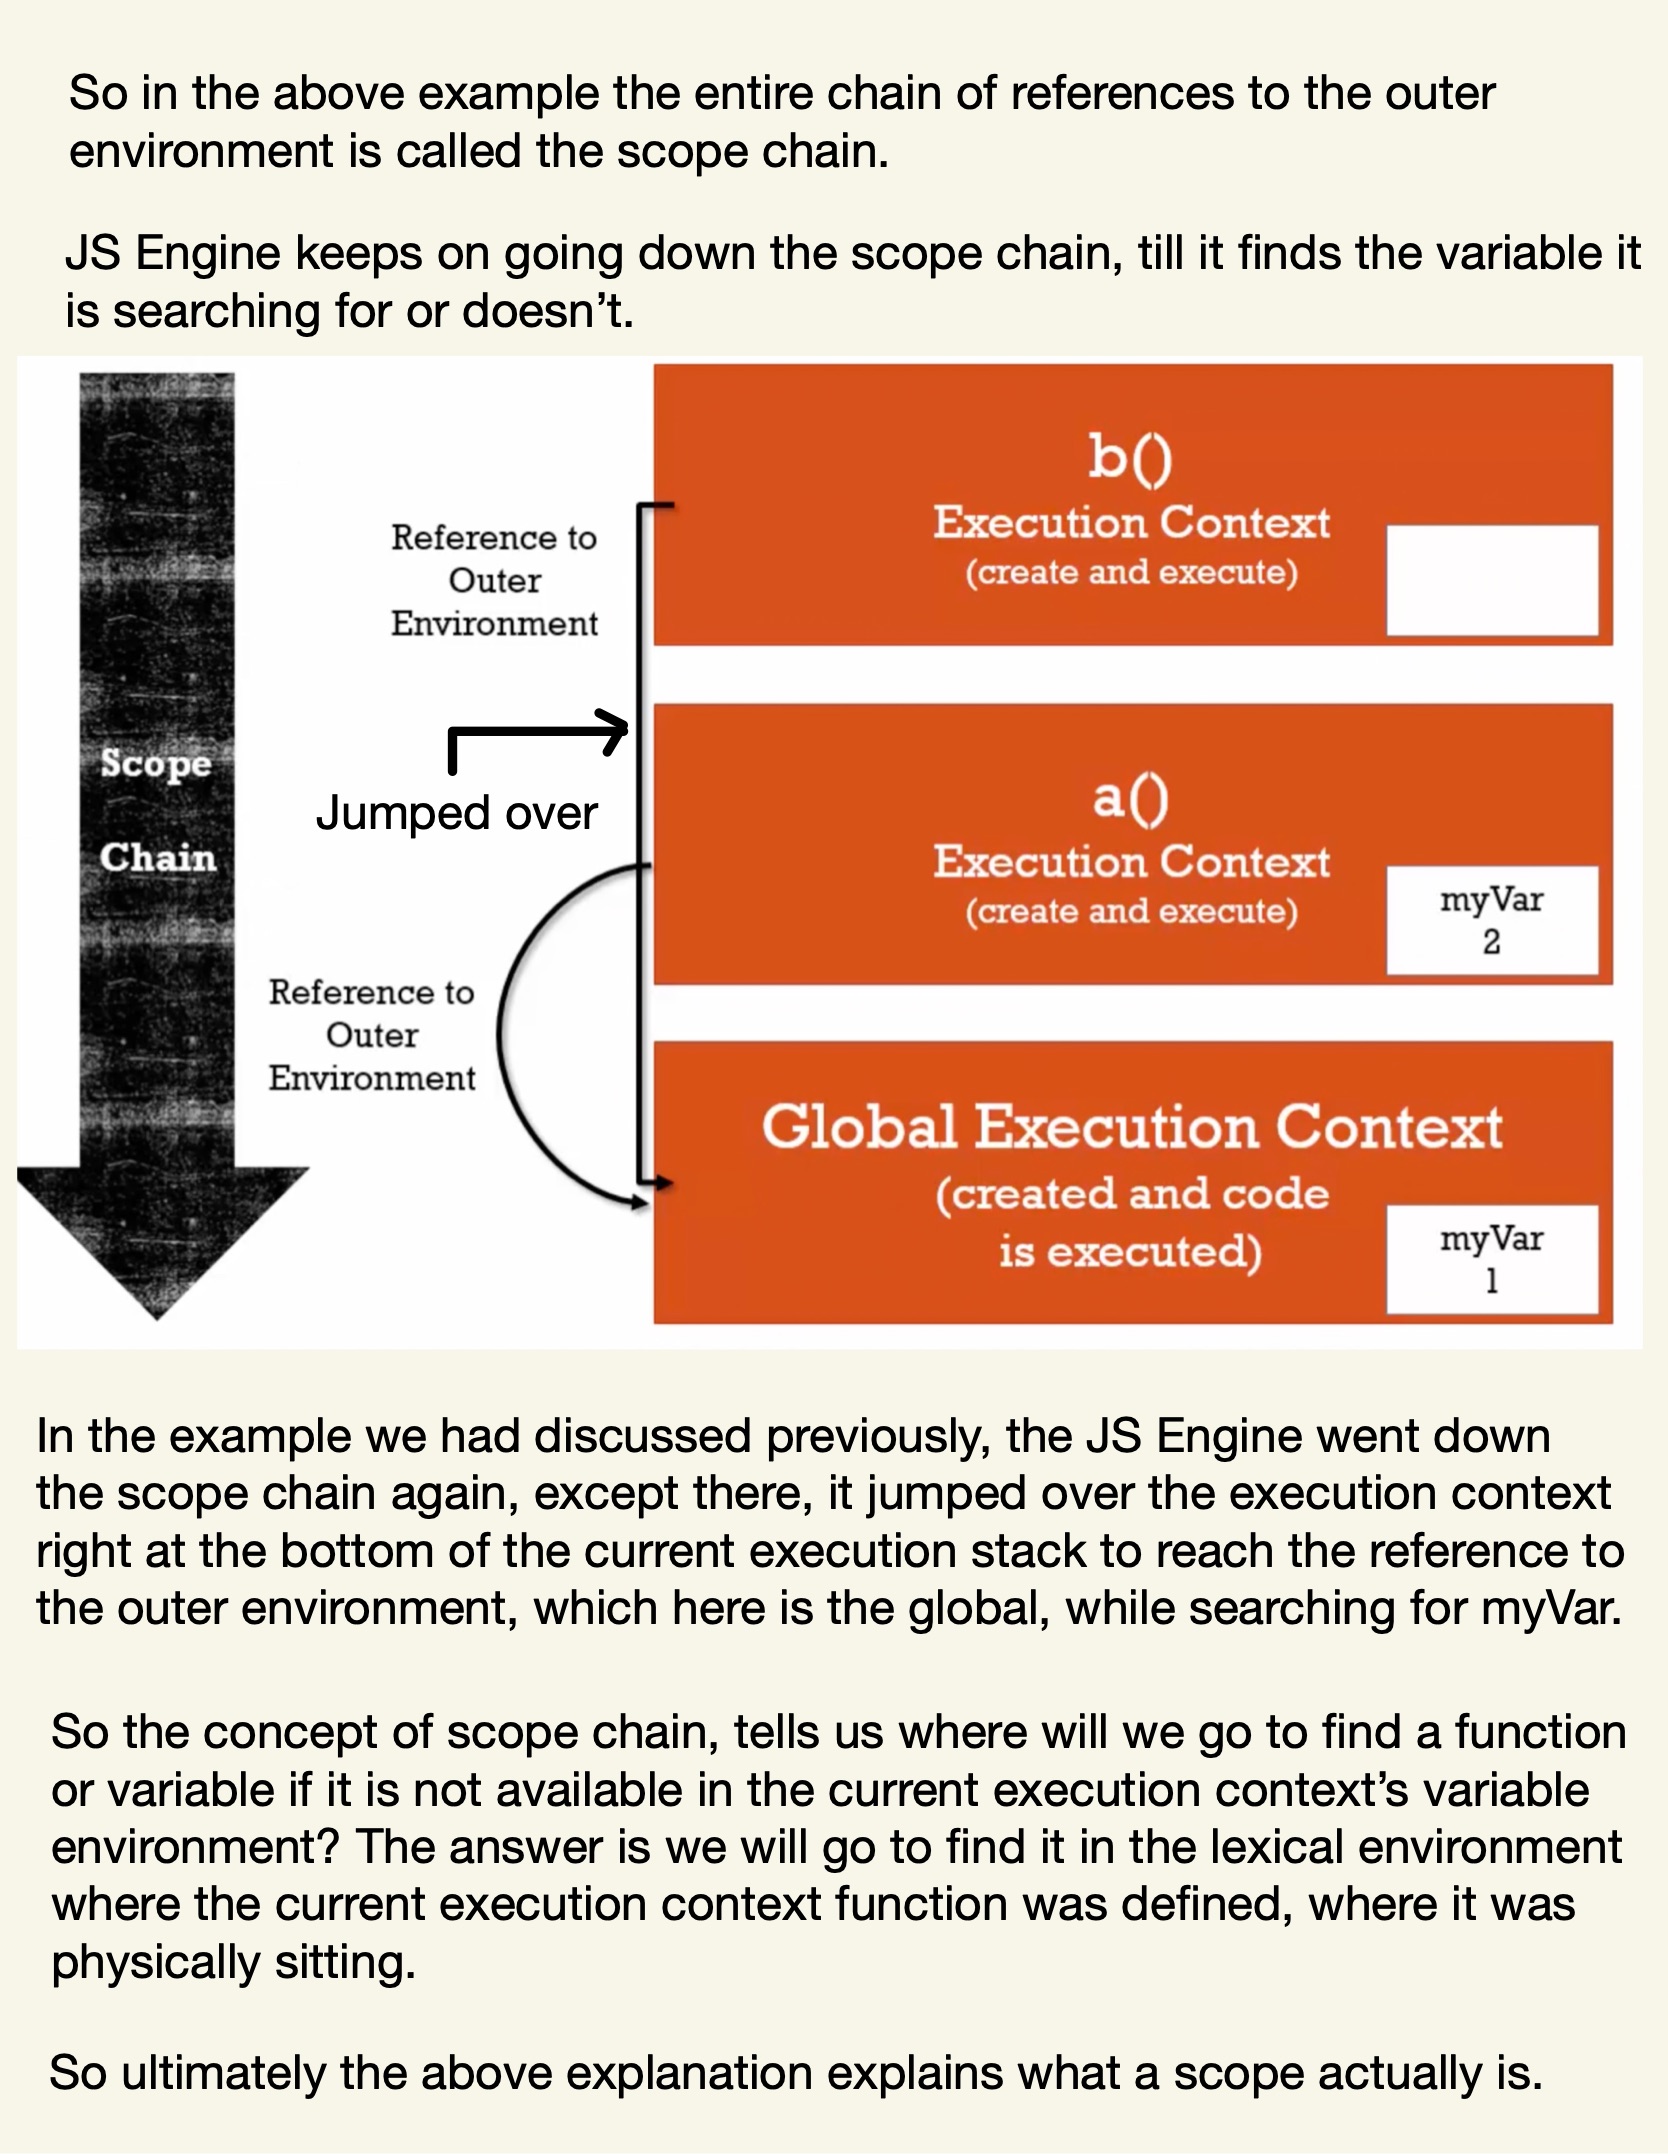 So in the above example the entire chain of references to the outer
environment is called the scope chain.
JS Engine keeps on going down the scope chain, till it finds the variable it
is searching for or doesn’t.
Scope
Chain
Reference to
Outer
Environment
Jumped over
Reference to
Outer
Environment
b()
Execution Context
(create and execute)
a()
Execution Context
(create and execute)
myVar
2
Global Execution Context
(created and code
is executed)
myVar
1
In the example we had discussed previously, the JS Engine went down
the scope chain again, except there, it jumped over the execution context
right at the bottom of the current execution stack to reach the reference to
the outer environment, which here is the global, while searching for myVar.
So the concept of scope chain, tells us where will we go to find a function
or variable if it is not available in the current execution context’s variable
environment? The answer is we will go to find it in the lexical environment
where the current execution context function was defined, where it was
physically sitting.
So ultimately the above explanation explains what a scope actually is.